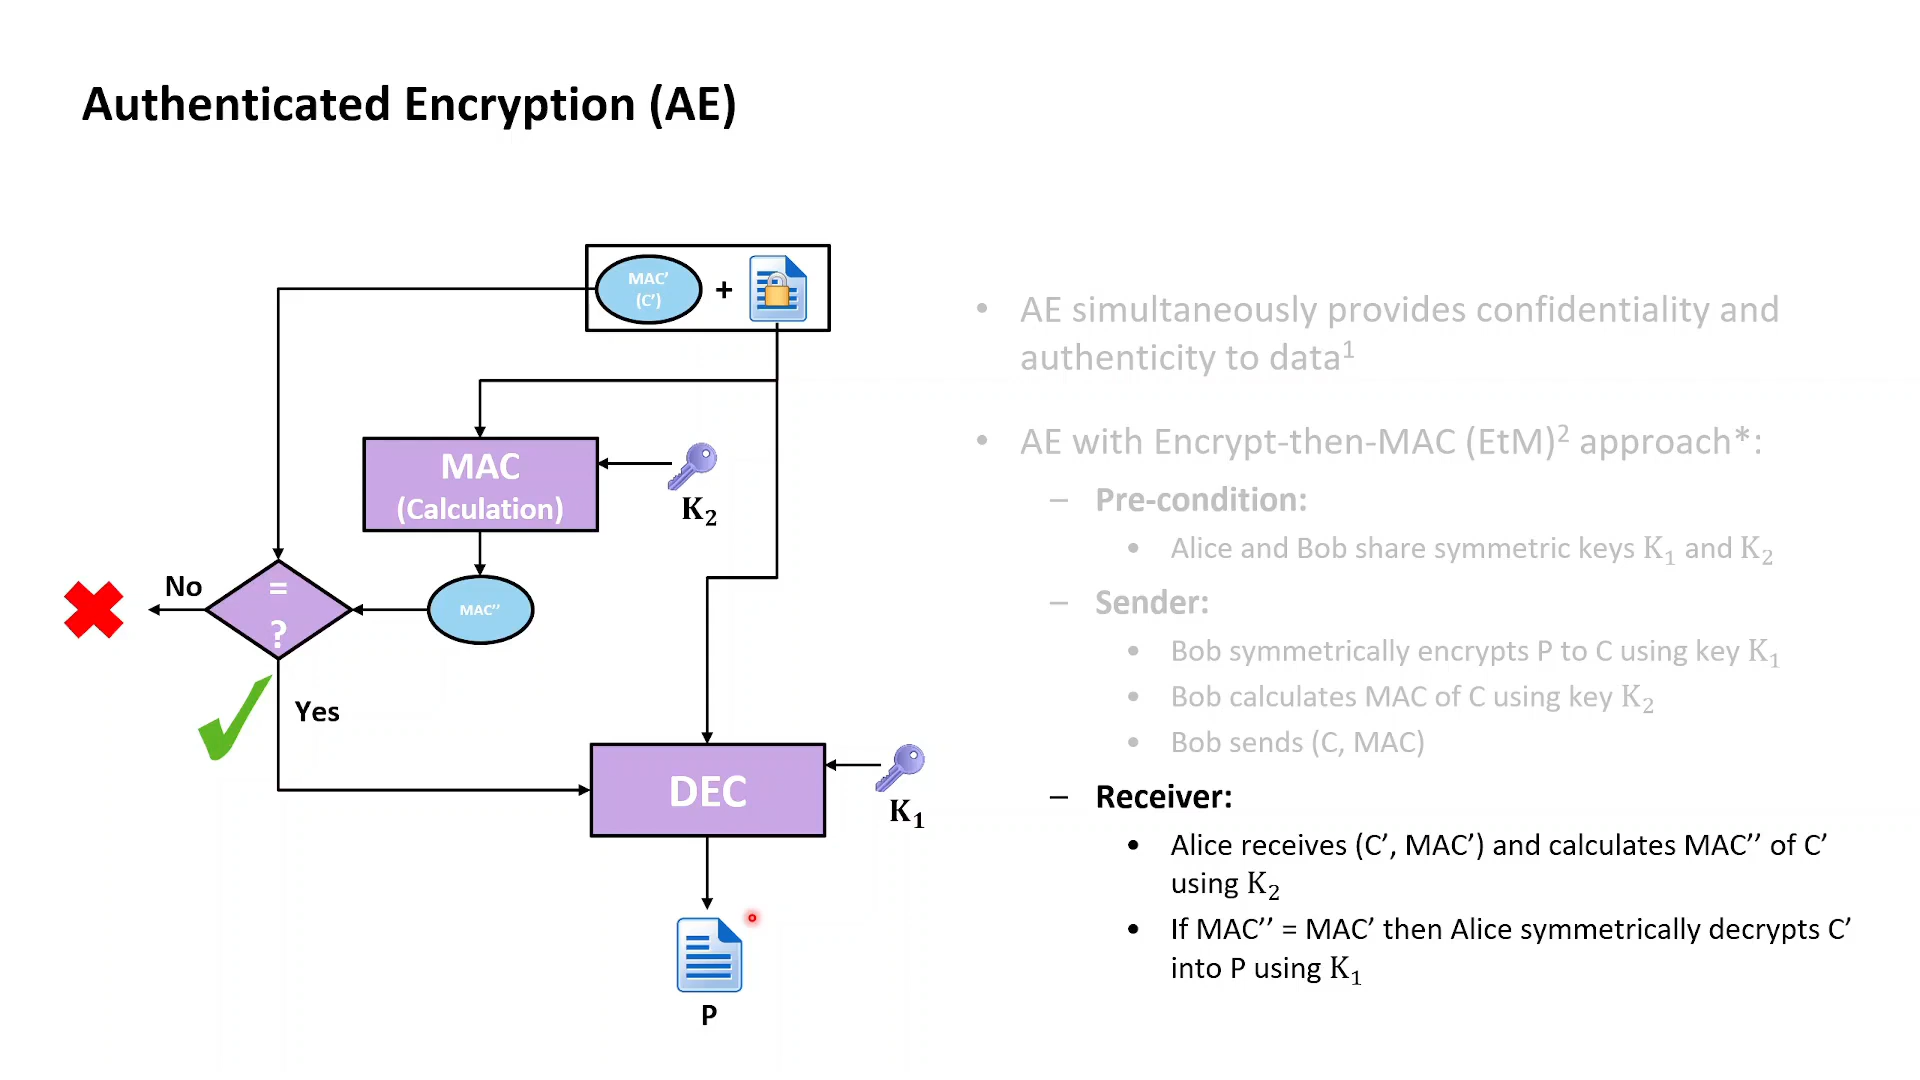 Authenticated Encryption (AE)
MAC’
(C’)
+
MAC
(Calculation)
K₂
No
=
?
MAC’’
Yes
DEC
K₁
P
• AE simultaneously provides confidentiality and
authenticity to data¹
• AE with Encrypt-then-MAC (EtM)² approach*:
– Pre-condition:
• Alice and Bob share symmetric keys K₁ and K₂
– Sender:
• Bob symmetrically encrypts P to C using key K₁
• Bob calculates MAC of C using key K₂
• Bob sends (C, MAC)
– Receiver:
• Alice receives (C’, MAC’) and calculates MAC’’ of C’
using K₂
• If MAC’’ = MAC’ then Alice symmetrically decrypts C’
into P using K₁